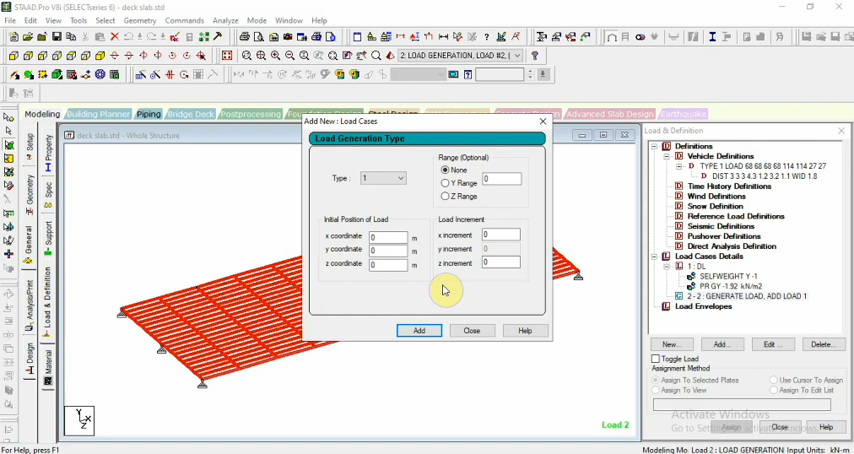 STAAD.Pro V8i (SELECTseries 6) - deck slab.std
File Edit View Tools Select Geometry Commands Analyze Mode Window Help
2: LOAD GENERATION, LOAD #2, (
Modeling Building Planner Piping Bridge Deck Postprocessing Steel Design Advanced Slab Design Earthquake
deck slab.std - Whole Structure
Setup
Geometry
General
Analysis/Print
Design
Property
Spec
Support
Load & Definition
Material
Add New : Load Cases
Load Generation Type
Type : 1
Range (Optional)
None
Y Range 0
Z Range
Initial Position of Load
x coordinate 0 m
y coordinate 0 m
z coordinate 0 m
Load Increment
x increment 0
y increment 0
z increment 0
Add Close Help
Load 2
Y
X
Z
Load & Definition
Definitions
Vehicle Definitions
TYPE 1 LOAD 68 68 68 68 114 114 27 27
DIST 3 3 3 4.3 1.2 3.2 1.1 WID 1.8
Time History Definitions
Wind Definitions
Snow Definition
Reference Load Definitions
Seismic Definitions
Pushover Definitions
Direct Analysis Definition
Load Cases Details
1 : DL
SELFWEIGHT Y -1
PR GY -1.92 kN/m2
2 - 2 : GENERATE LOAD, ADD LOAD 1
Load Envelopes
New... Add... Edit ... Delete...
Toggle Load
Assignment Method
Assign To Selected Plates Use Cursor To Assign
Assign To View Assign To Edit List
Activate Windows
Assign Close Help
For Help, press F1
Modeling Mo Load 2 : LOAD GENERATION Input Units: kN-m